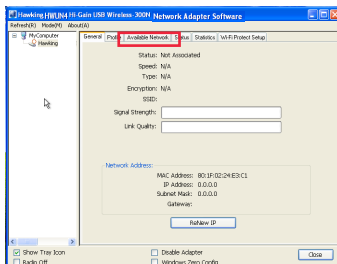 Hawking HWUN4 Hi-Gain USB Wireless-300N Network Adapter Software
Refresh(R) Mode(M) About(A)
MyComputer
Hawking
General Profile Available Network Status Statistics Wi-Fi Protect Setup
Status: Not Associated
Speed: N/A
Type: N/A
Encryption: N/A
SSID:
Signal Strength:
Link Quality:
Network Address:
MAC Address: 80:1F:02:24:E3:C1
IP Address: 0.0.0.0
Subnet Mask: 0.0.0.0
Gateway:
ReNew IP
Show Tray Icon
Disable Adapter
Radio Off
Windows Zero Config
Close